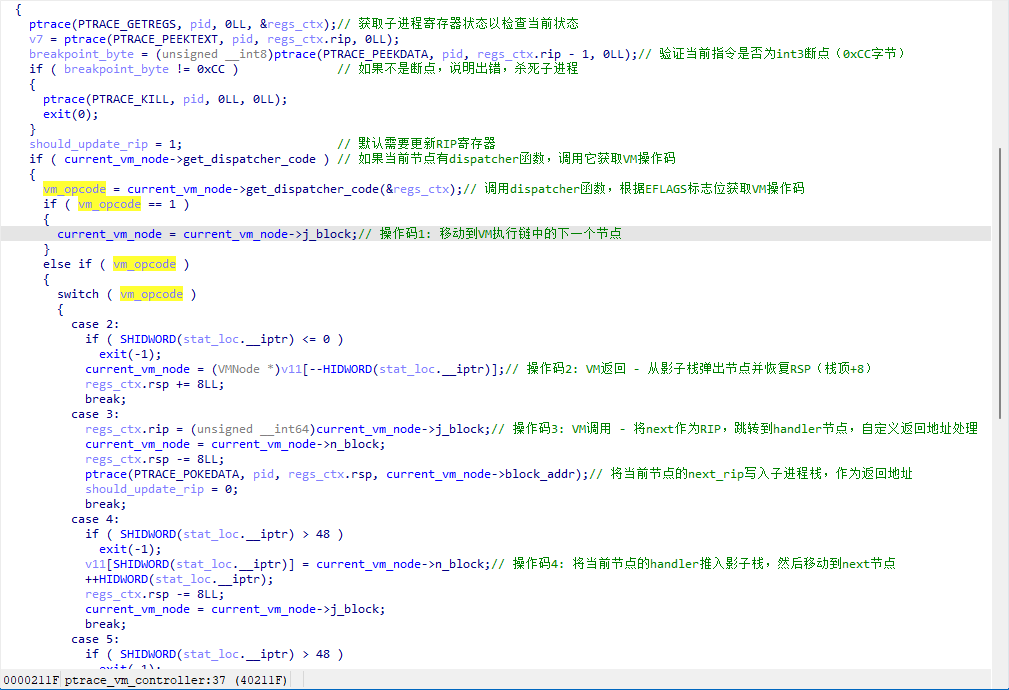 {
ptrace(PTRACE_GETREGS, pid, 0LL, &regs_ctx);// 获取子进程寄存器状态以检查当前状态
v7 = ptrace(PTRACE_PEEKTEXT, pid, regs_ctx.rip, 0LL);
breakpoint_byte = (unsigned __int8)ptrace(PTRACE_PEEKDATA, pid, regs_ctx.rip - 1, 0LL);// 验证当前指令是否为int3断点（0xCC字节）
if ( breakpoint_byte != 0xCC ) // 如果不是断点，说明出错，杀死子进程
{
ptrace(PTRACE_KILL, pid, 0LL, 0LL);
exit(0);
}
should_update_rip = 1; // 默认需要更新RIP寄存器
if ( current_vm_node->get_dispatcher_code ) // 如果当前节点有dispatcher函数，调用它获取VM操作码
{
vm_opcode = current_vm_node->get_dispatcher_code(&regs_ctx);// 调用dispatcher函数，根据EFLAGS标志位获取VM操作码
if ( vm_opcode == 1 )
{
current_vm_node = current_vm_node->j_block;// 操作码1: 移动到VM执行链中的下一个节点
}
else if ( vm_opcode )
{
switch ( vm_opcode )
{
case 2:
if ( SHIDWORD(stat_loc.__iptr) <= 0 )
exit(-1);
current_vm_node = (VMNode *)v11[--HIDWORD(stat_loc.__iptr)];// 操作码2: VM返回 - 从影子栈弹出节点并恢复RSP（栈顶+8）
regs_ctx.rsp += 8LL;
break;
case 3:
regs_ctx.rip = (unsigned __int64)current_vm_node->j_block;// 操作码3: VM调用 - 将next作为RIP，跳转到handler节点，自定义返回地址处理
current_vm_node = current_vm_node->n_block;
regs_ctx.rsp -= 8LL;
ptrace(PTRACE_POKEDATA, pid, regs_ctx.rsp, current_vm_node->block_addr);// 将当前节点的next_rip写入子进程栈，作为返回地址
should_update_rip = 0;
break;
case 4:
if ( SHIDWORD(stat_loc.__iptr) > 48 )
exit(-1);
v11[SHIDWORD(stat_loc.__iptr)] = current_vm_node->n_block;// 操作码4: 将当前节点的handler推入影子栈，然后移动到next节点
++HIDWORD(stat_loc.__iptr);
regs_ctx.rsp -= 8LL;
current_vm_node = current_vm_node->j_block;
break;
case 5:
if ( SHIDWORD(stat_loc.__iptr) > 48 )
exit(-1);
0000211F ptrace_vm_controller:37 (40211F)